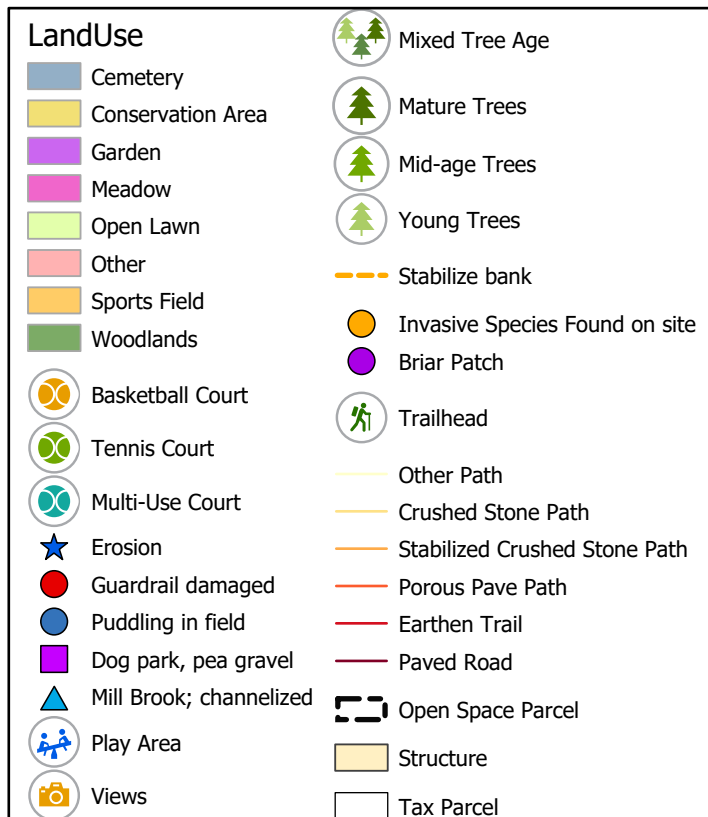 LandUse
Cemetery
Conservation Area
Garden
Meadow
Open Lawn
Other
Sports Field
Woodlands
Basketball Court
Tennis Court
Multi-Use Court
Erosion
Guardrail damaged
Puddling in field
Dog park, pea gravel
Mill Brook; channelized
Play Area
Views
Mixed Tree Age
Mature Trees
Mid-age Trees
Young Trees
Stabilize bank
Invasive Species Found on site
Briar Patch
Trailhead
Other Path
Crushed Stone Path
Stabilized Crushed Stone Path
Porous Pave Path
Earthen Trail
Paved Road
Open Space Parcel
Structure
Tax Parcel